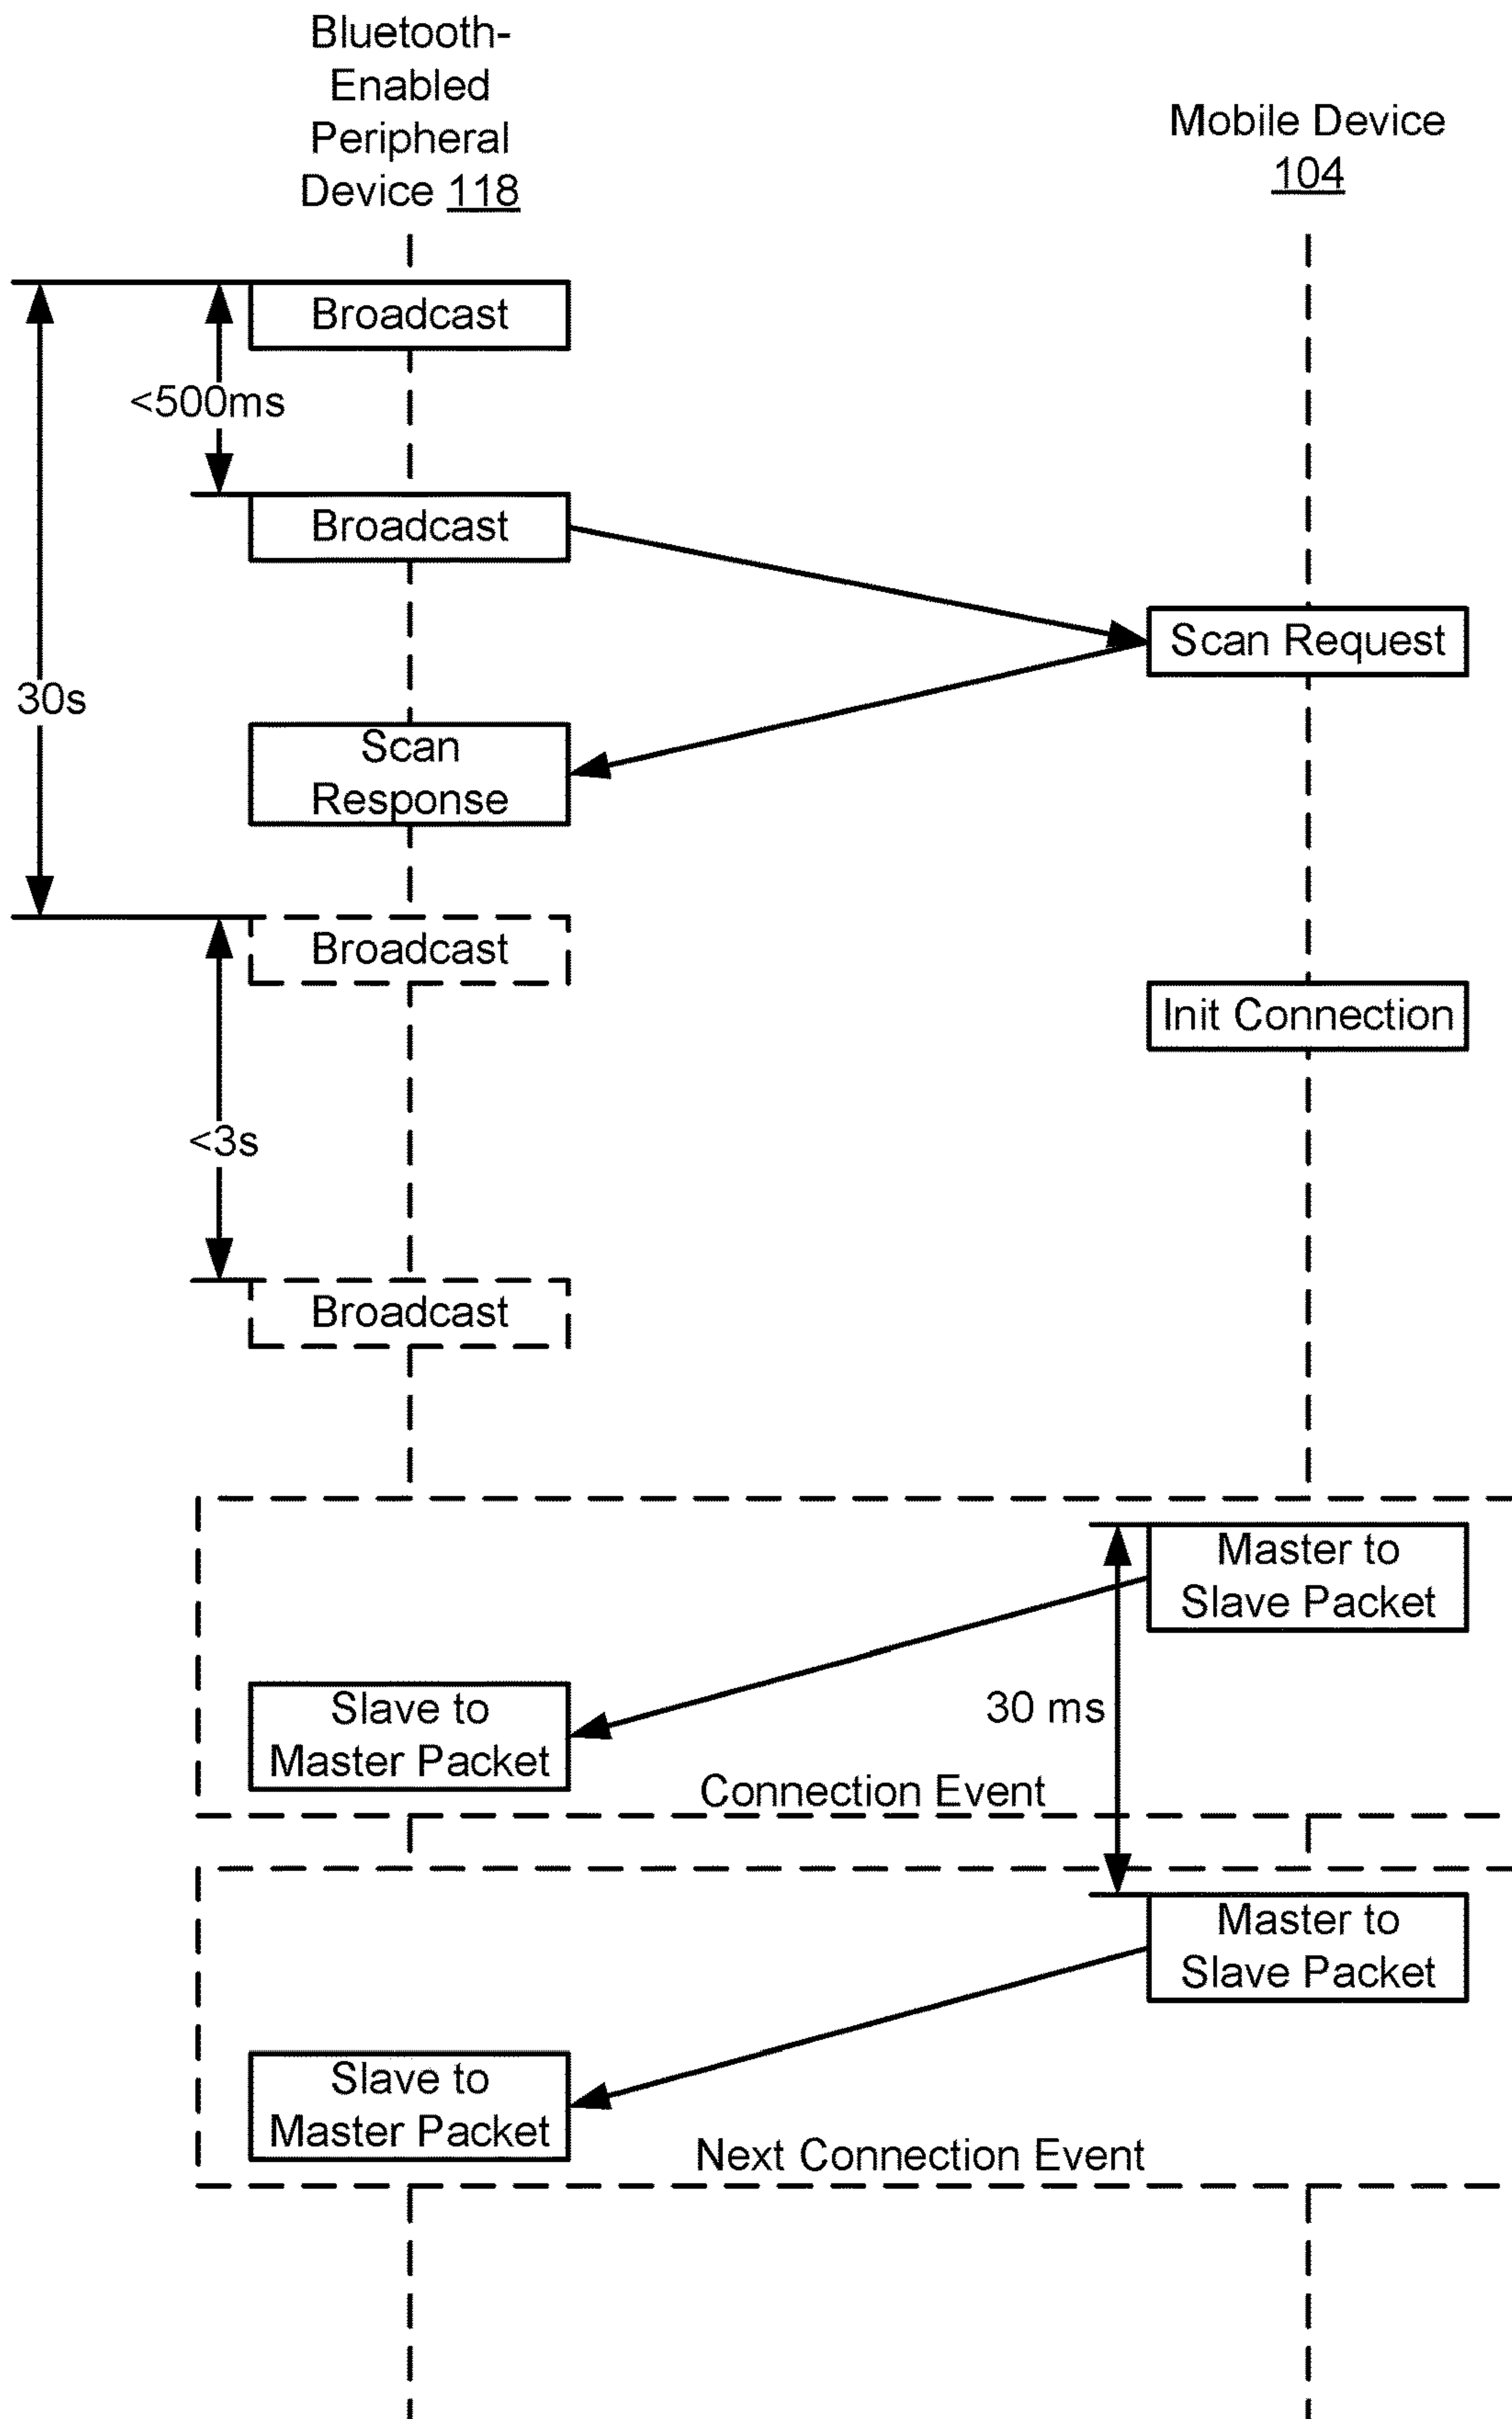 Bluetooth-
Enabled
Peripheral
Device 118
Mobile Device
104
Broadcast
<500ms
Broadcast
Scan Request
30s
Scan
Response
Broadcast
Init Connection
<3s
Broadcast
Master to
Slave Packet
Slave to
Master Packet
30 ms
Connection Event
Master to
Slave Packet
Slave to
Master Packet
Next Connection Event